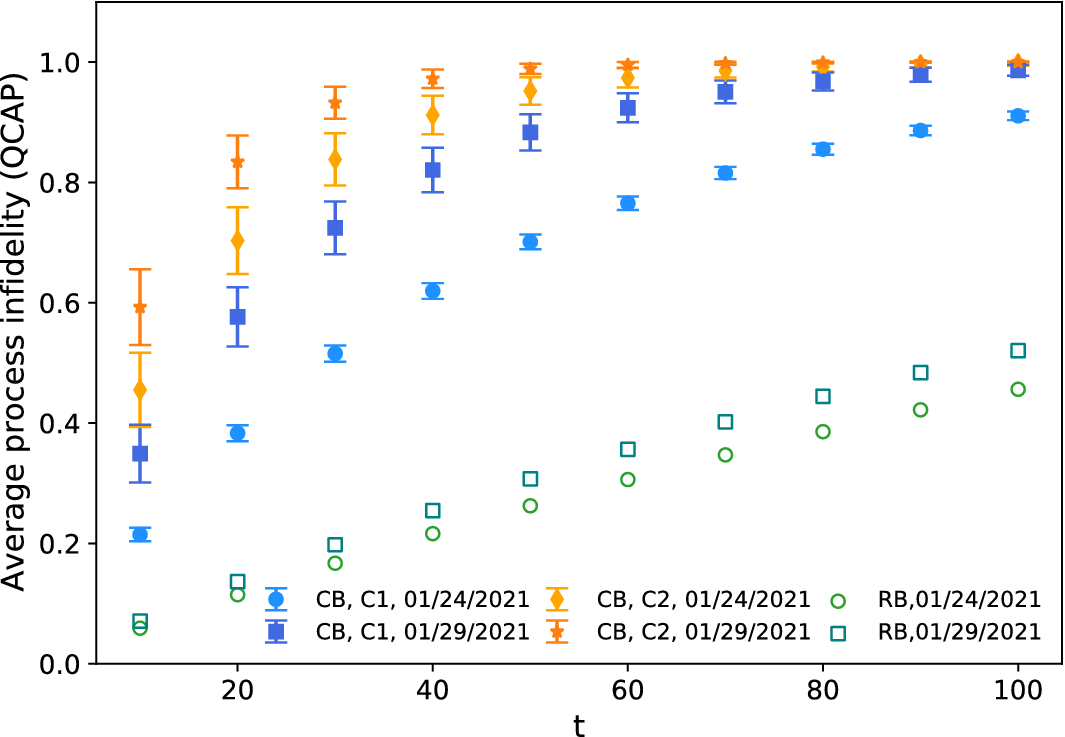 Average process infidelity (QCAP)
1.0
0.8
0.6
0.4
0.2
0.0
CB, C1, 01/24/2021 CB, C2, 01/24/2021 RB,01/24/2021
CB, C1, 01/29/2021 CB, C2, 01/29/2021 RB,01/29/2021
20 40 60 80 100
t